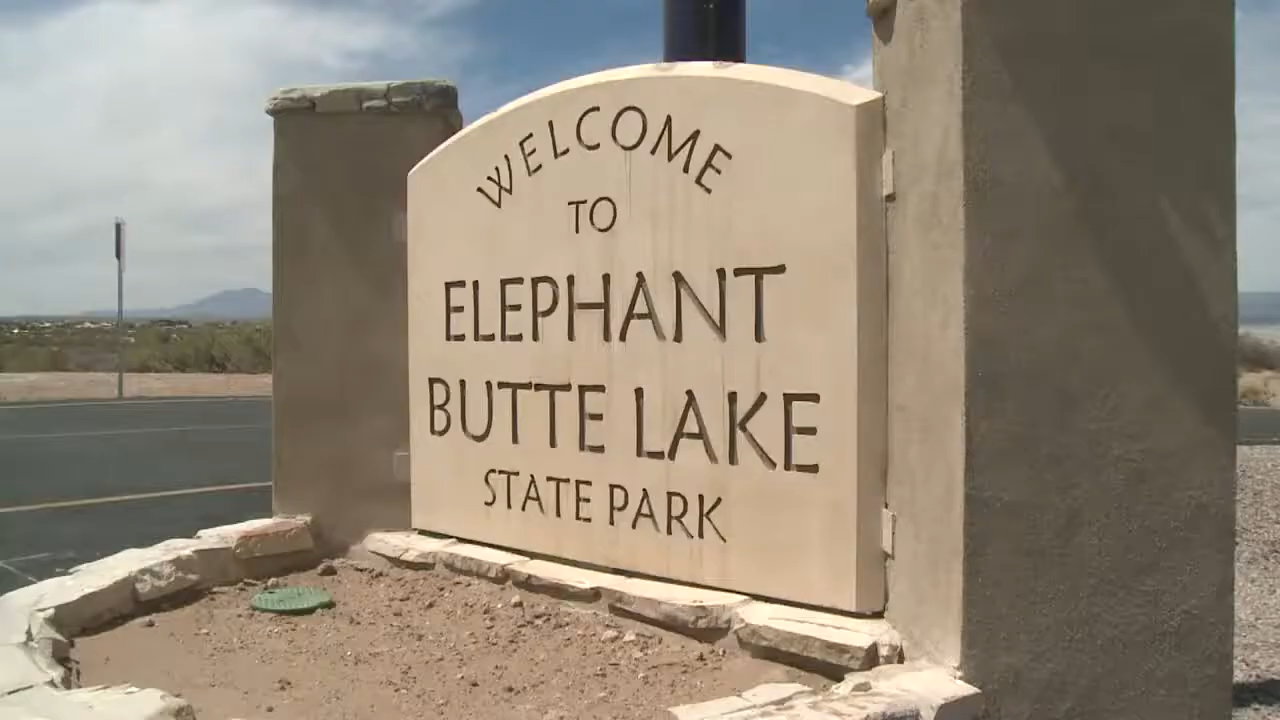 WELCOME
TO
ELEPHANT
BUTTE LAKE
STATE PARK